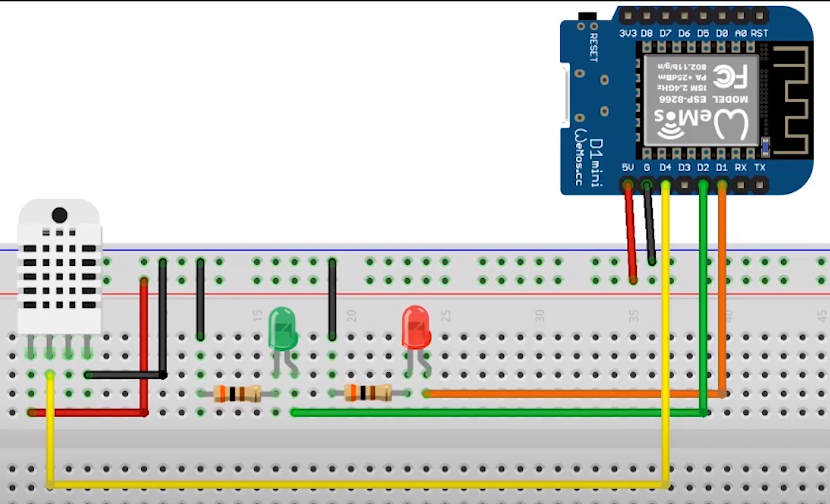 3V3 D8 D7 D6 D5 D0 A0 RST
RESET
802.11b/g/n
PA +25dBm
ISM 2.4GHz
MODEL ESP-8266
FC
WeMos
D1 mini
WeMos.cc
5V G D4 D3 D2 D1 RX TX
15 20 25 30 35 40 45